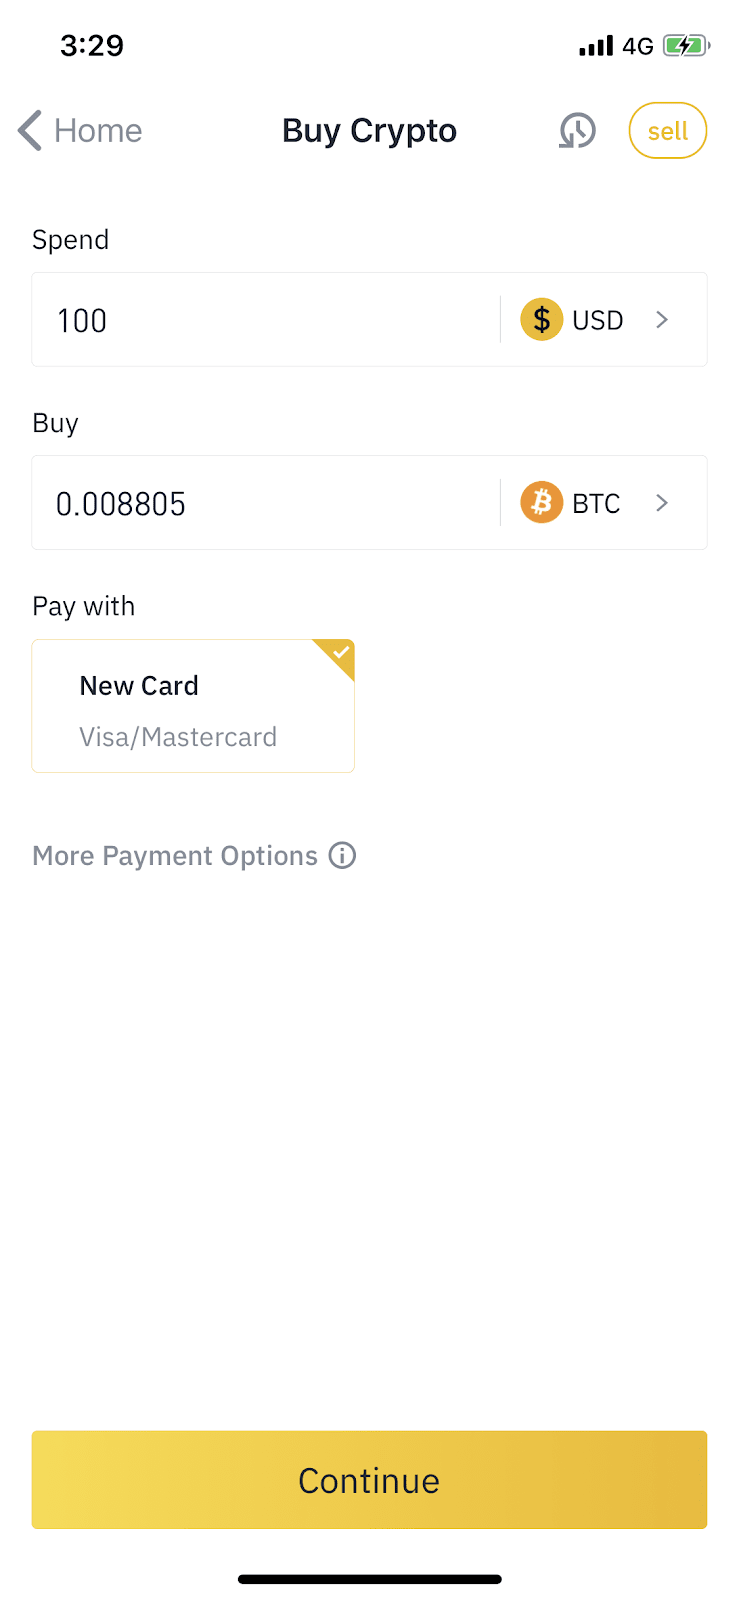 3:29 4G
Home Buy Crypto sell
Spend
100 $ USD
Buy
0.008805 BTC
Pay with
New Card
Visa/Mastercard
More Payment Options
Continue